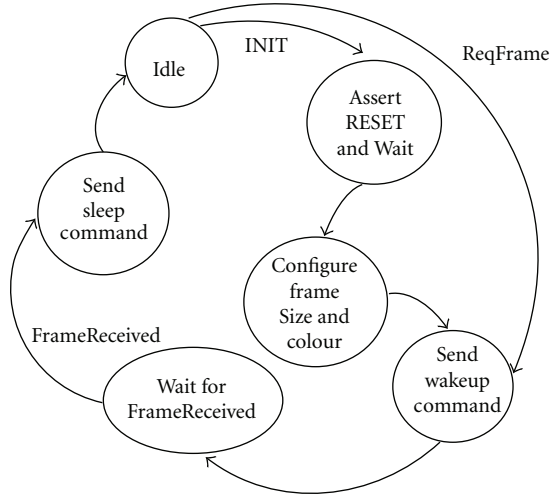 Idle
INIT
ReqFrame
Assert
RESET
and Wait
Send
sleep
command
Configure
frame
Size and
colour
FrameReceived
Send
wakeup
command
Wait for
FrameReceived